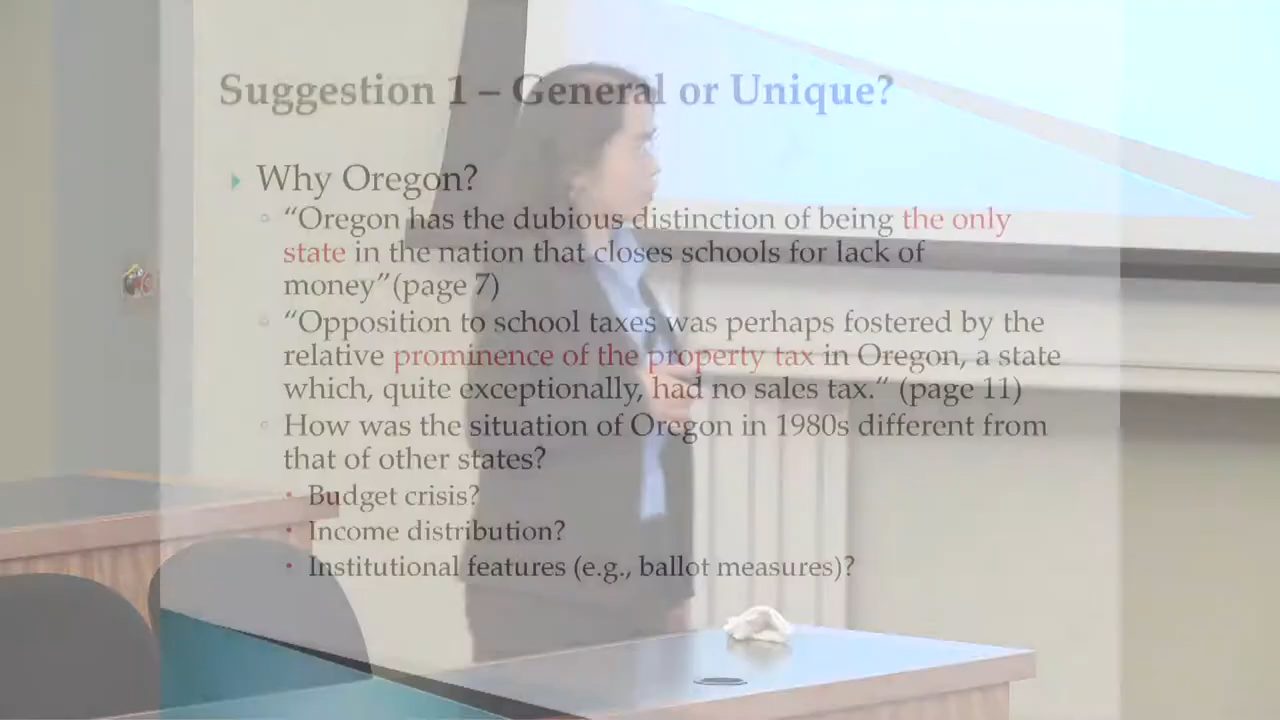 Suggestion 1 – General or Unique?
Why Oregon?
“Oregon has the dubious distinction of being the only
state in the nation that closes schools for lack of
money”(page 7)
“Opposition to school taxes was perhaps fostered by the
relative prominence of the property tax in Oregon, a state
which, quite exceptionally, had no sales tax.” (page 11)
How was the situation of Oregon in 1980s different from
that of other states?
Budget crisis?
Income distribution?
Institutional features (e.g., ballot measures)?